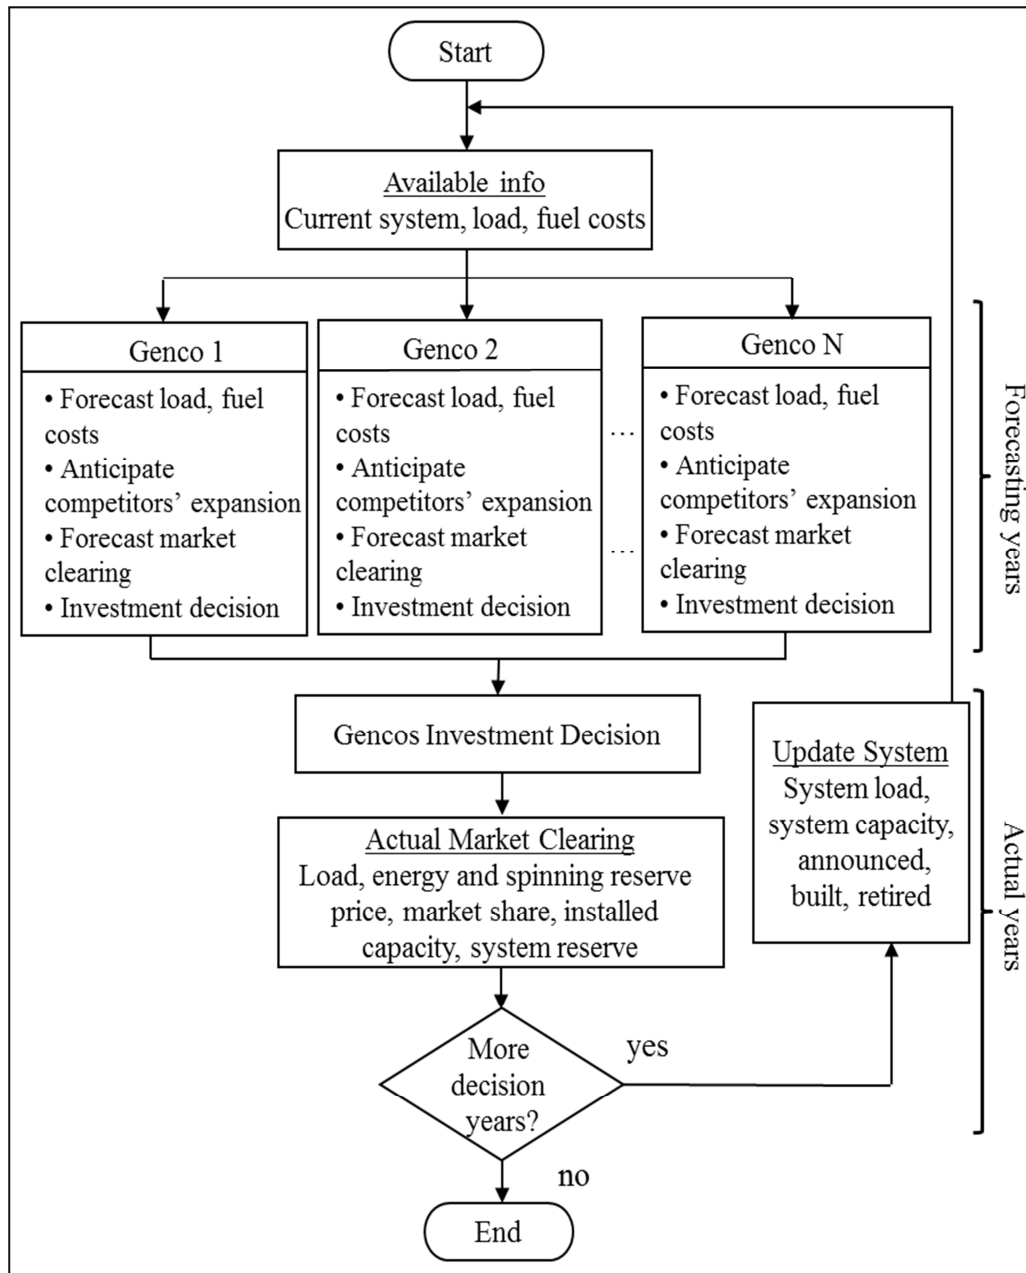 Start
Available info
Current system, load, fuel costs
Genco 1
• Forecast load, fuel
costs
• Anticipate
competitors’ expansion
• Forecast market
clearing
• Investment decision
Genco 2
• Forecast load, fuel
costs
• Anticipate
competitors’ expansion
• Forecast market
clearing
• Investment decision
...
...
Genco N
• Forecast load, fuel
costs
• Anticipate
competitors’ expansion
• Forecast market
clearing
• Investment decision
Forecasting years
Gencos Investment Decision
Actual Market Clearing
Load, energy and spinning reserve
price, market share, installed
capacity, system reserve
Update System
System load,
system capacity,
announced,
built, retired
Actual years
More
decision
years?
yes
no
End